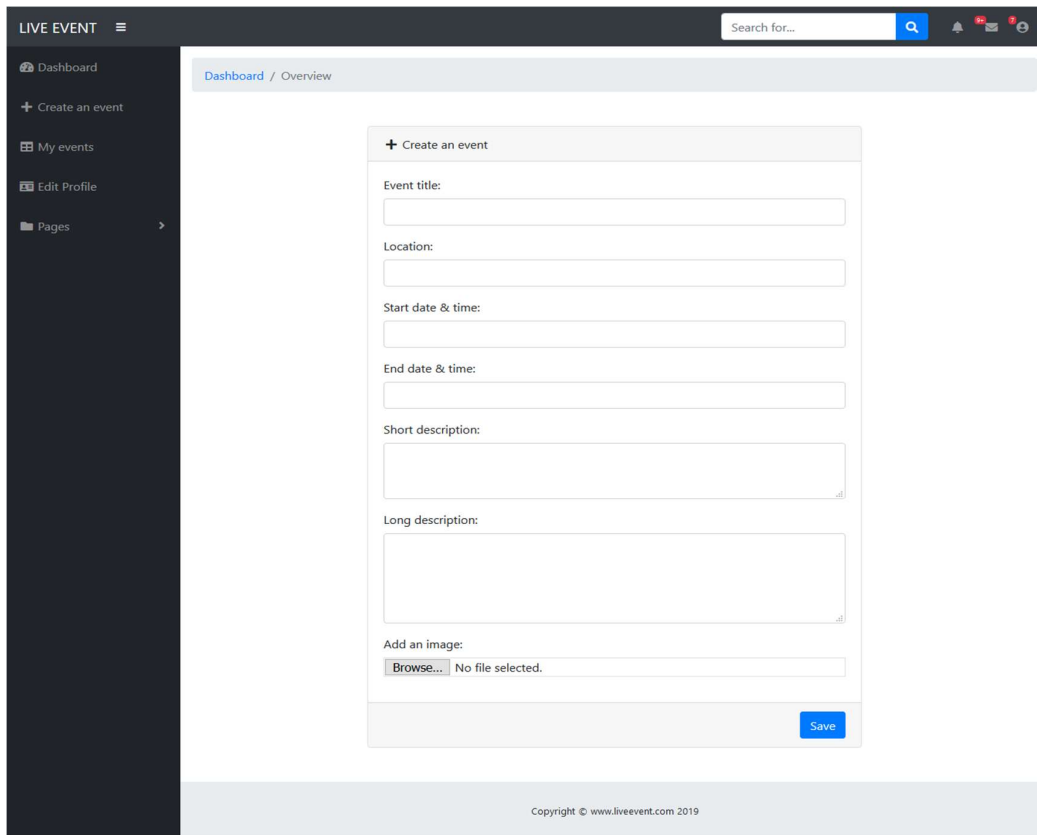 LIVE EVENT
Search for...
9+
7
Dashboard
Create an event
My events
Edit Profile
Pages
Dashboard / Overview
Create an event
Event title:
Location:
Start date & time:
End date & time:
Short description:
Long description:
Add an image:
Browse... No file selected.
Save
Copyright © www.liveevent.com 2019